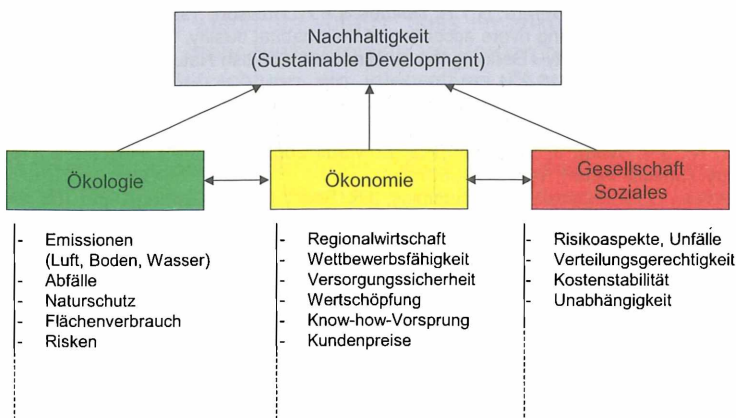 Nachhaltigkeit
(Sustainable Development)
Ökologie
Ökonomie
Gesellschaft
Soziales
- Emissionen
(Luft, Boden, Wasser)
- Abfälle
- Naturschutz
- Flächenverbrauch
- Risken
- Regionalwirtschaft
- Wettbewerbsfähigkeit
- Versorgungssicherheit
- Wertschöpfung
- Know-how-Vorsprung
- Kundenpreise
- Risikoaspekte, Unfälle
- Verteilungsgerechtigkeit
- Kostenstabilität
- Unabhängigkeit